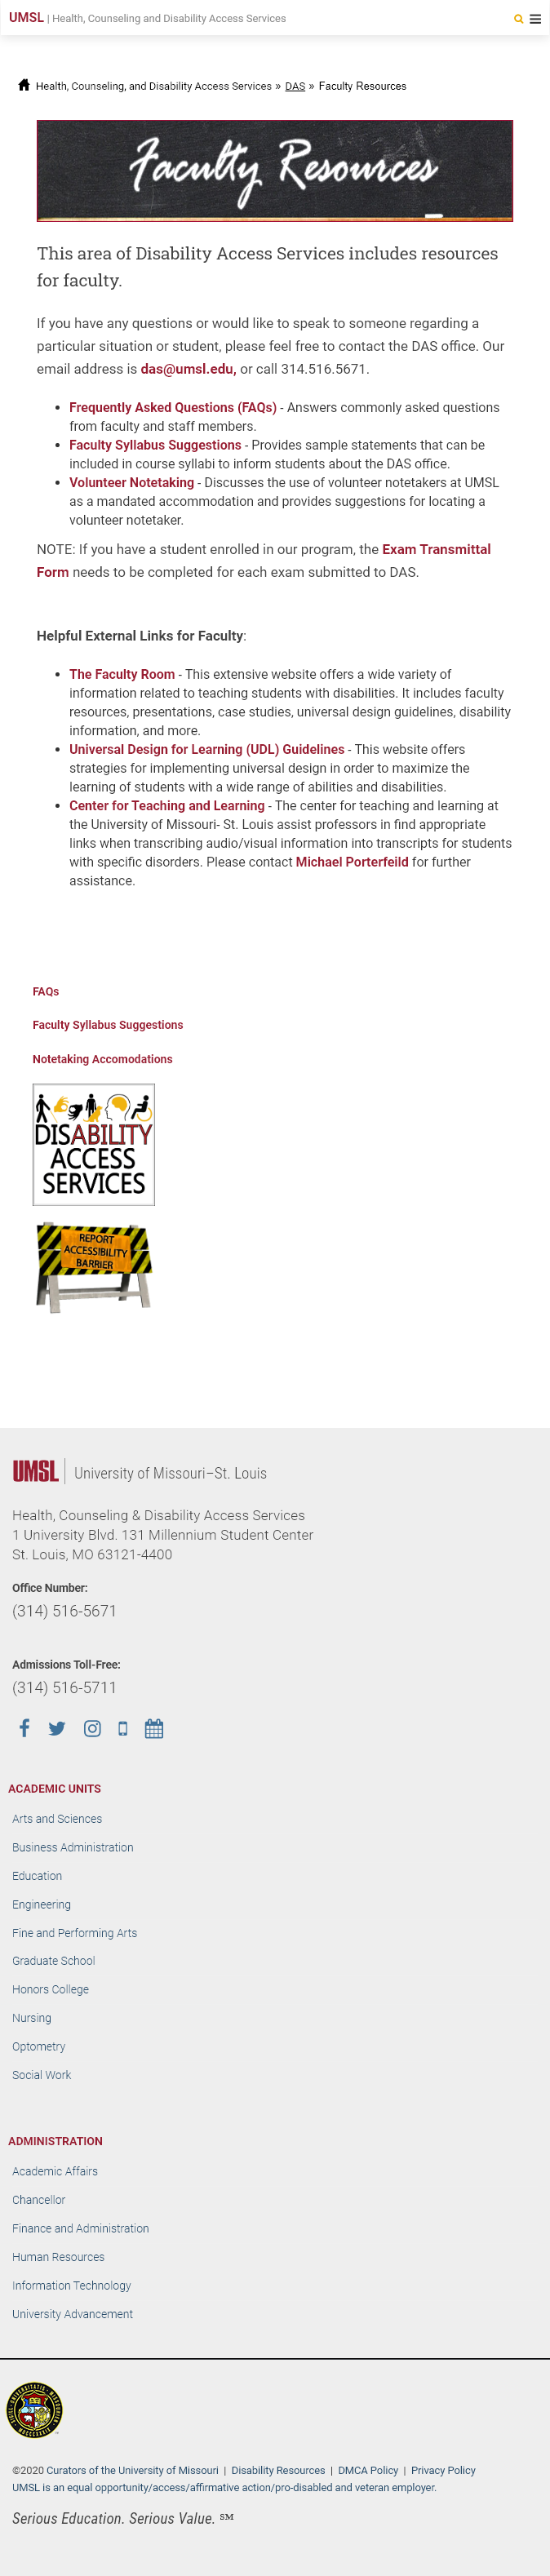 UMSL | Health, Counseling and Disability Access Services
Health, Counseling, and Disability Access Services » DAS » Faculty Resources
Faculty Resources
This area of Disability Access Services includes resources
for faculty.
If you have any questions or would like to speak to someone regarding a
particular situation or student, please feel free to contact the DAS office. Our
email address is das@umsl.edu, or call 314.516.5671.
• Frequently Asked Questions (FAQs) - Answers commonly asked questions
from faculty and staff members.
• Faculty Syllabus Suggestions - Provides sample statements that can be
included in course syllabi to inform students about the DAS office.
• Volunteer Notetaking - Discusses the use of volunteer notetakers at UMSL
as a mandated accommodation and provides suggestions for locating a
volunteer notetaker.
NOTE: If you have a student enrolled in our program, the Exam Transmittal
Form needs to be completed for each exam submitted to DAS.
Helpful External Links for Faculty:
• The Faculty Room - This extensive website offers a wide variety of
information related to teaching students with disabilities. It includes faculty
resources, presentations, case studies, universal design guidelines, disability
information, and more.
• Universal Design for Learning (UDL) Guidelines - This website offers
strategies for implementing universal design in order to maximize the
learning of students with a wide range of abilities and disabilities.
• Center for Teaching and Learning - The center for teaching and learning at
the University of Missouri- St. Louis assist professors in find appropriate
links when transcribing audio/visual information into transcripts for students
with specific disorders. Please contact Michael Porterfeild for further
assistance.
FAQs
Faculty Syllabus Suggestions
Notetaking Accomodations
DISABILITY
ACCESS
SERVICES
REPORT
ACCESSIBILITY
BARRIER
UMSL | University of Missouri–St. Louis
Health, Counseling & Disability Access Services
1 University Blvd. 131 Millennium Student Center
St. Louis, MO 63121-4400
Office Number:
(314) 516-5671
Admissions Toll-Free:
(314) 516-5711
ACADEMIC UNITS
Arts and Sciences
Business Administration
Education
Engineering
Fine and Performing Arts
Graduate School
Honors College
Nursing
Optometry
Social Work
ADMINISTRATION
Academic Affairs
Chancellor
Finance and Administration
Human Resources
Information Technology
University Advancement
©2020 Curators of the University of Missouri | Disability Resources | DMCA Policy | Privacy Policy
UMSL is an equal opportunity/access/affirmative action/pro-disabled and veteran employer.
Serious Education. Serious Value. ℠